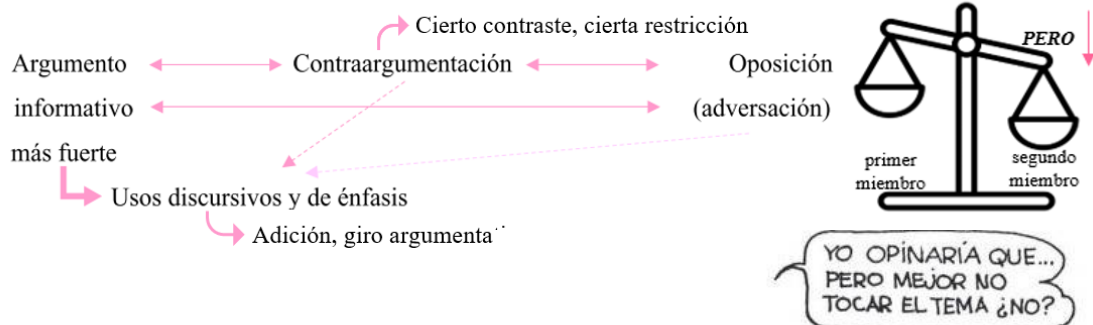 Cierto contraste, cierta restricción
Argumento Contraargumentación Oposición
informativo (adversación)
más fuerte
Usos discursivos y de énfasis
Adición, giro argumenta
PERO
primer miembro
segundo miembro
YO OPINARÍA QUE...
PERO MEJOR NO
TOCAR EL TEMA ¿NO?